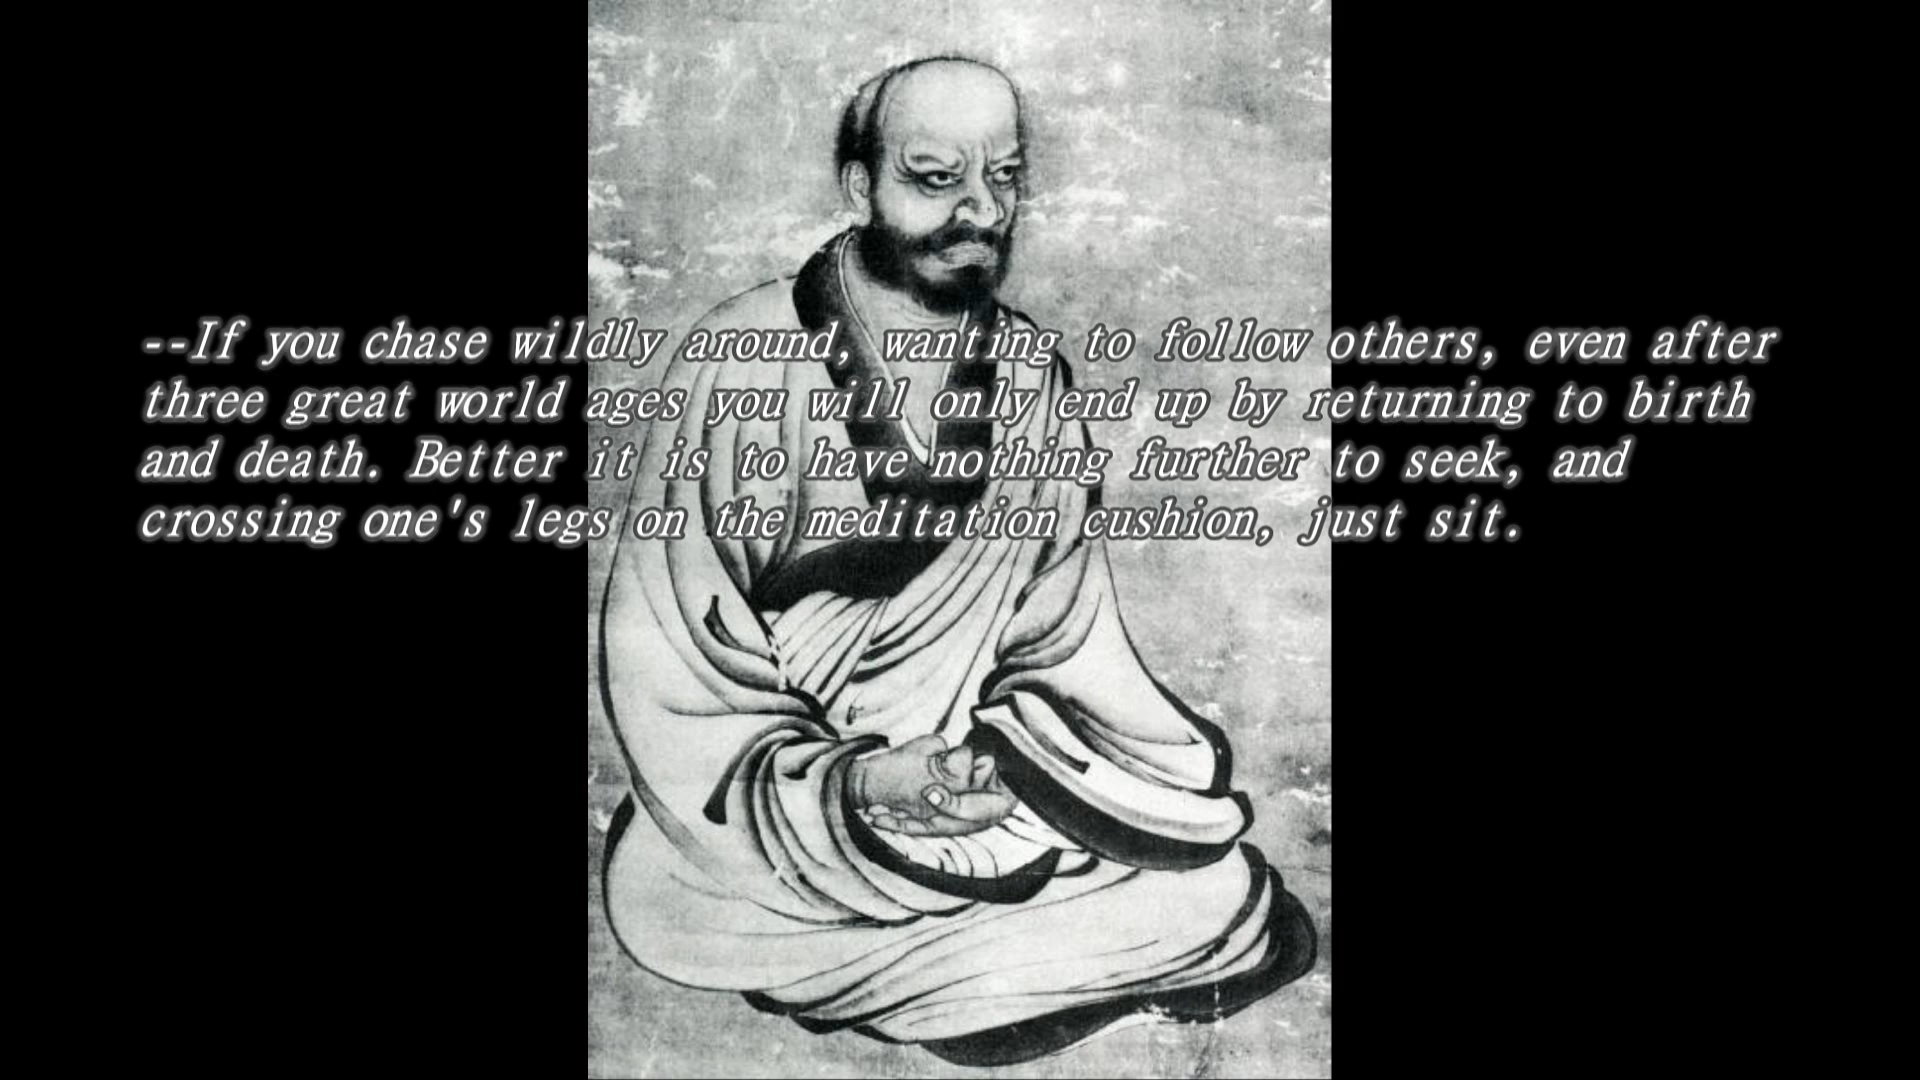 --If you chase wildly around, wanting to follow others, even after
three great world ages you will only end up by returning to birth
and death. Better it is to have nothing further to seek, and
crossing one's legs on the meditation cushion, just sit.